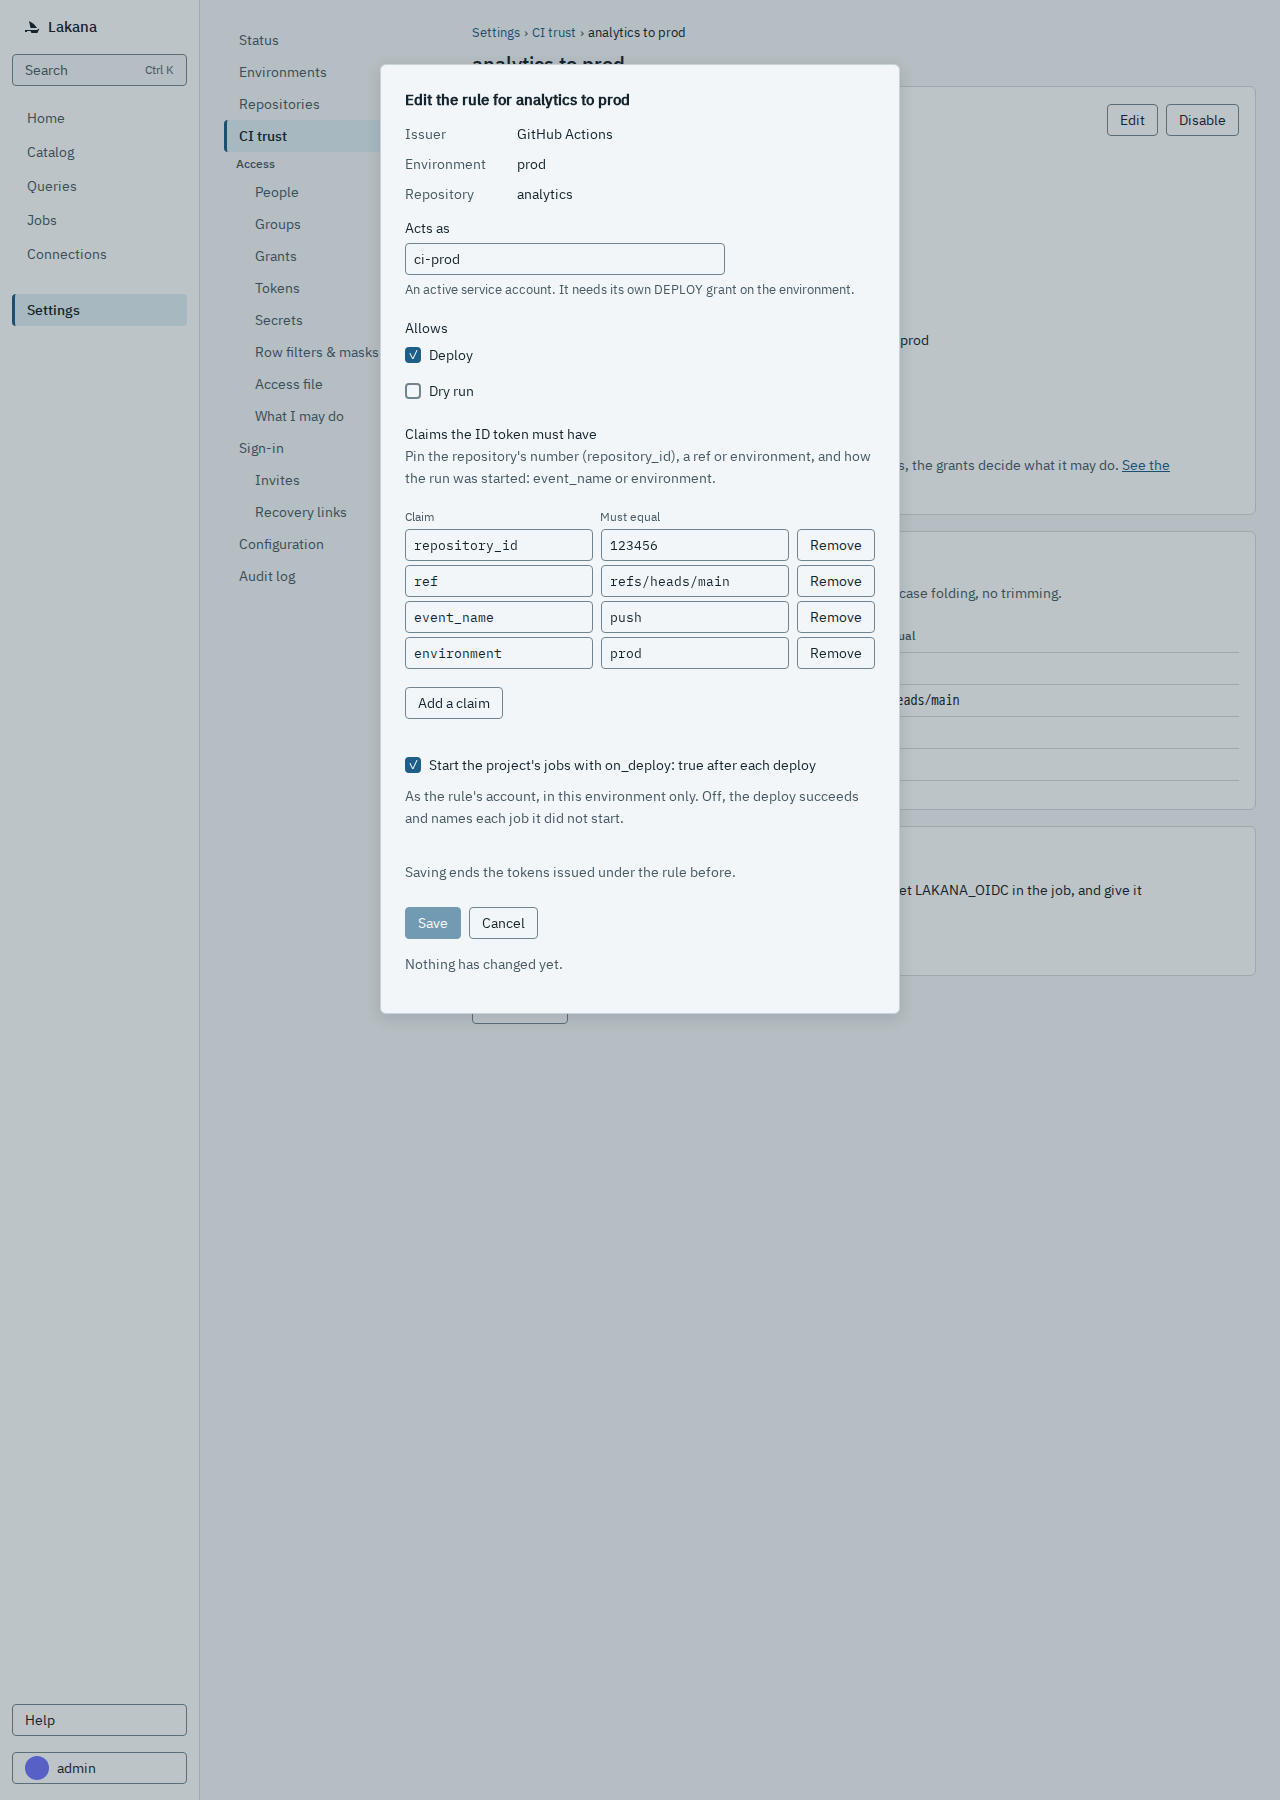 Lakana
Search Ctrl K
Home
Catalog
Queries
Jobs
Connections
Settings
Help
admin
Status
Environments
Repositories
CI trust
Access
People
Groups
Grants
Tokens
Secrets
Row filters & masks
Access file
What I may do
Sign-in
Invites
Recovery links
Configuration
Audit log
Settings › CI trust › analytics to prod
analytics to prod
Edit Disable
prod
s, the grants decide what it may do. See the
case folding, no trimming.
ual
eads/main
et LAKANA_OIDC in the job, and give it
Edit the rule for analytics to prod
Issuer GitHub Actions
Environment prod
Repository analytics
Acts as
ci-prod
An active service account. It needs its own DEPLOY grant on the environment.
Allows
Deploy
Dry run
Claims the ID token must have
Pin the repository's number (repository_id), a ref or environment, and how
the run was started: event_name or environment.
Claim Must equal
repository_id 123456 Remove
ref refs/heads/main Remove
event_name push Remove
environment prod Remove
Add a claim
Start the project's jobs with on_deploy: true after each deploy
As the rule's account, in this environment only. Off, the deploy succeeds
and names each job it did not start.
Saving ends the tokens issued under the rule before.
Save Cancel
Nothing has changed yet.